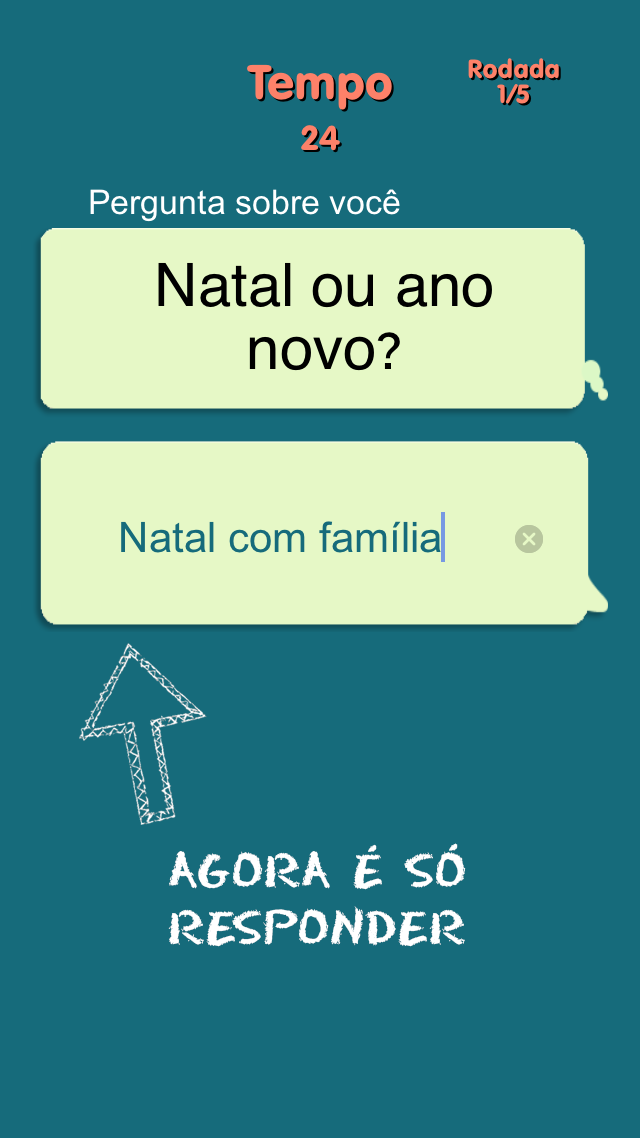 Tempo
Rodada
1/5
24
Pergunta sobre você
Natal ou ano
novo?
Natal com família
AGORA É SÓ
RESPONDER